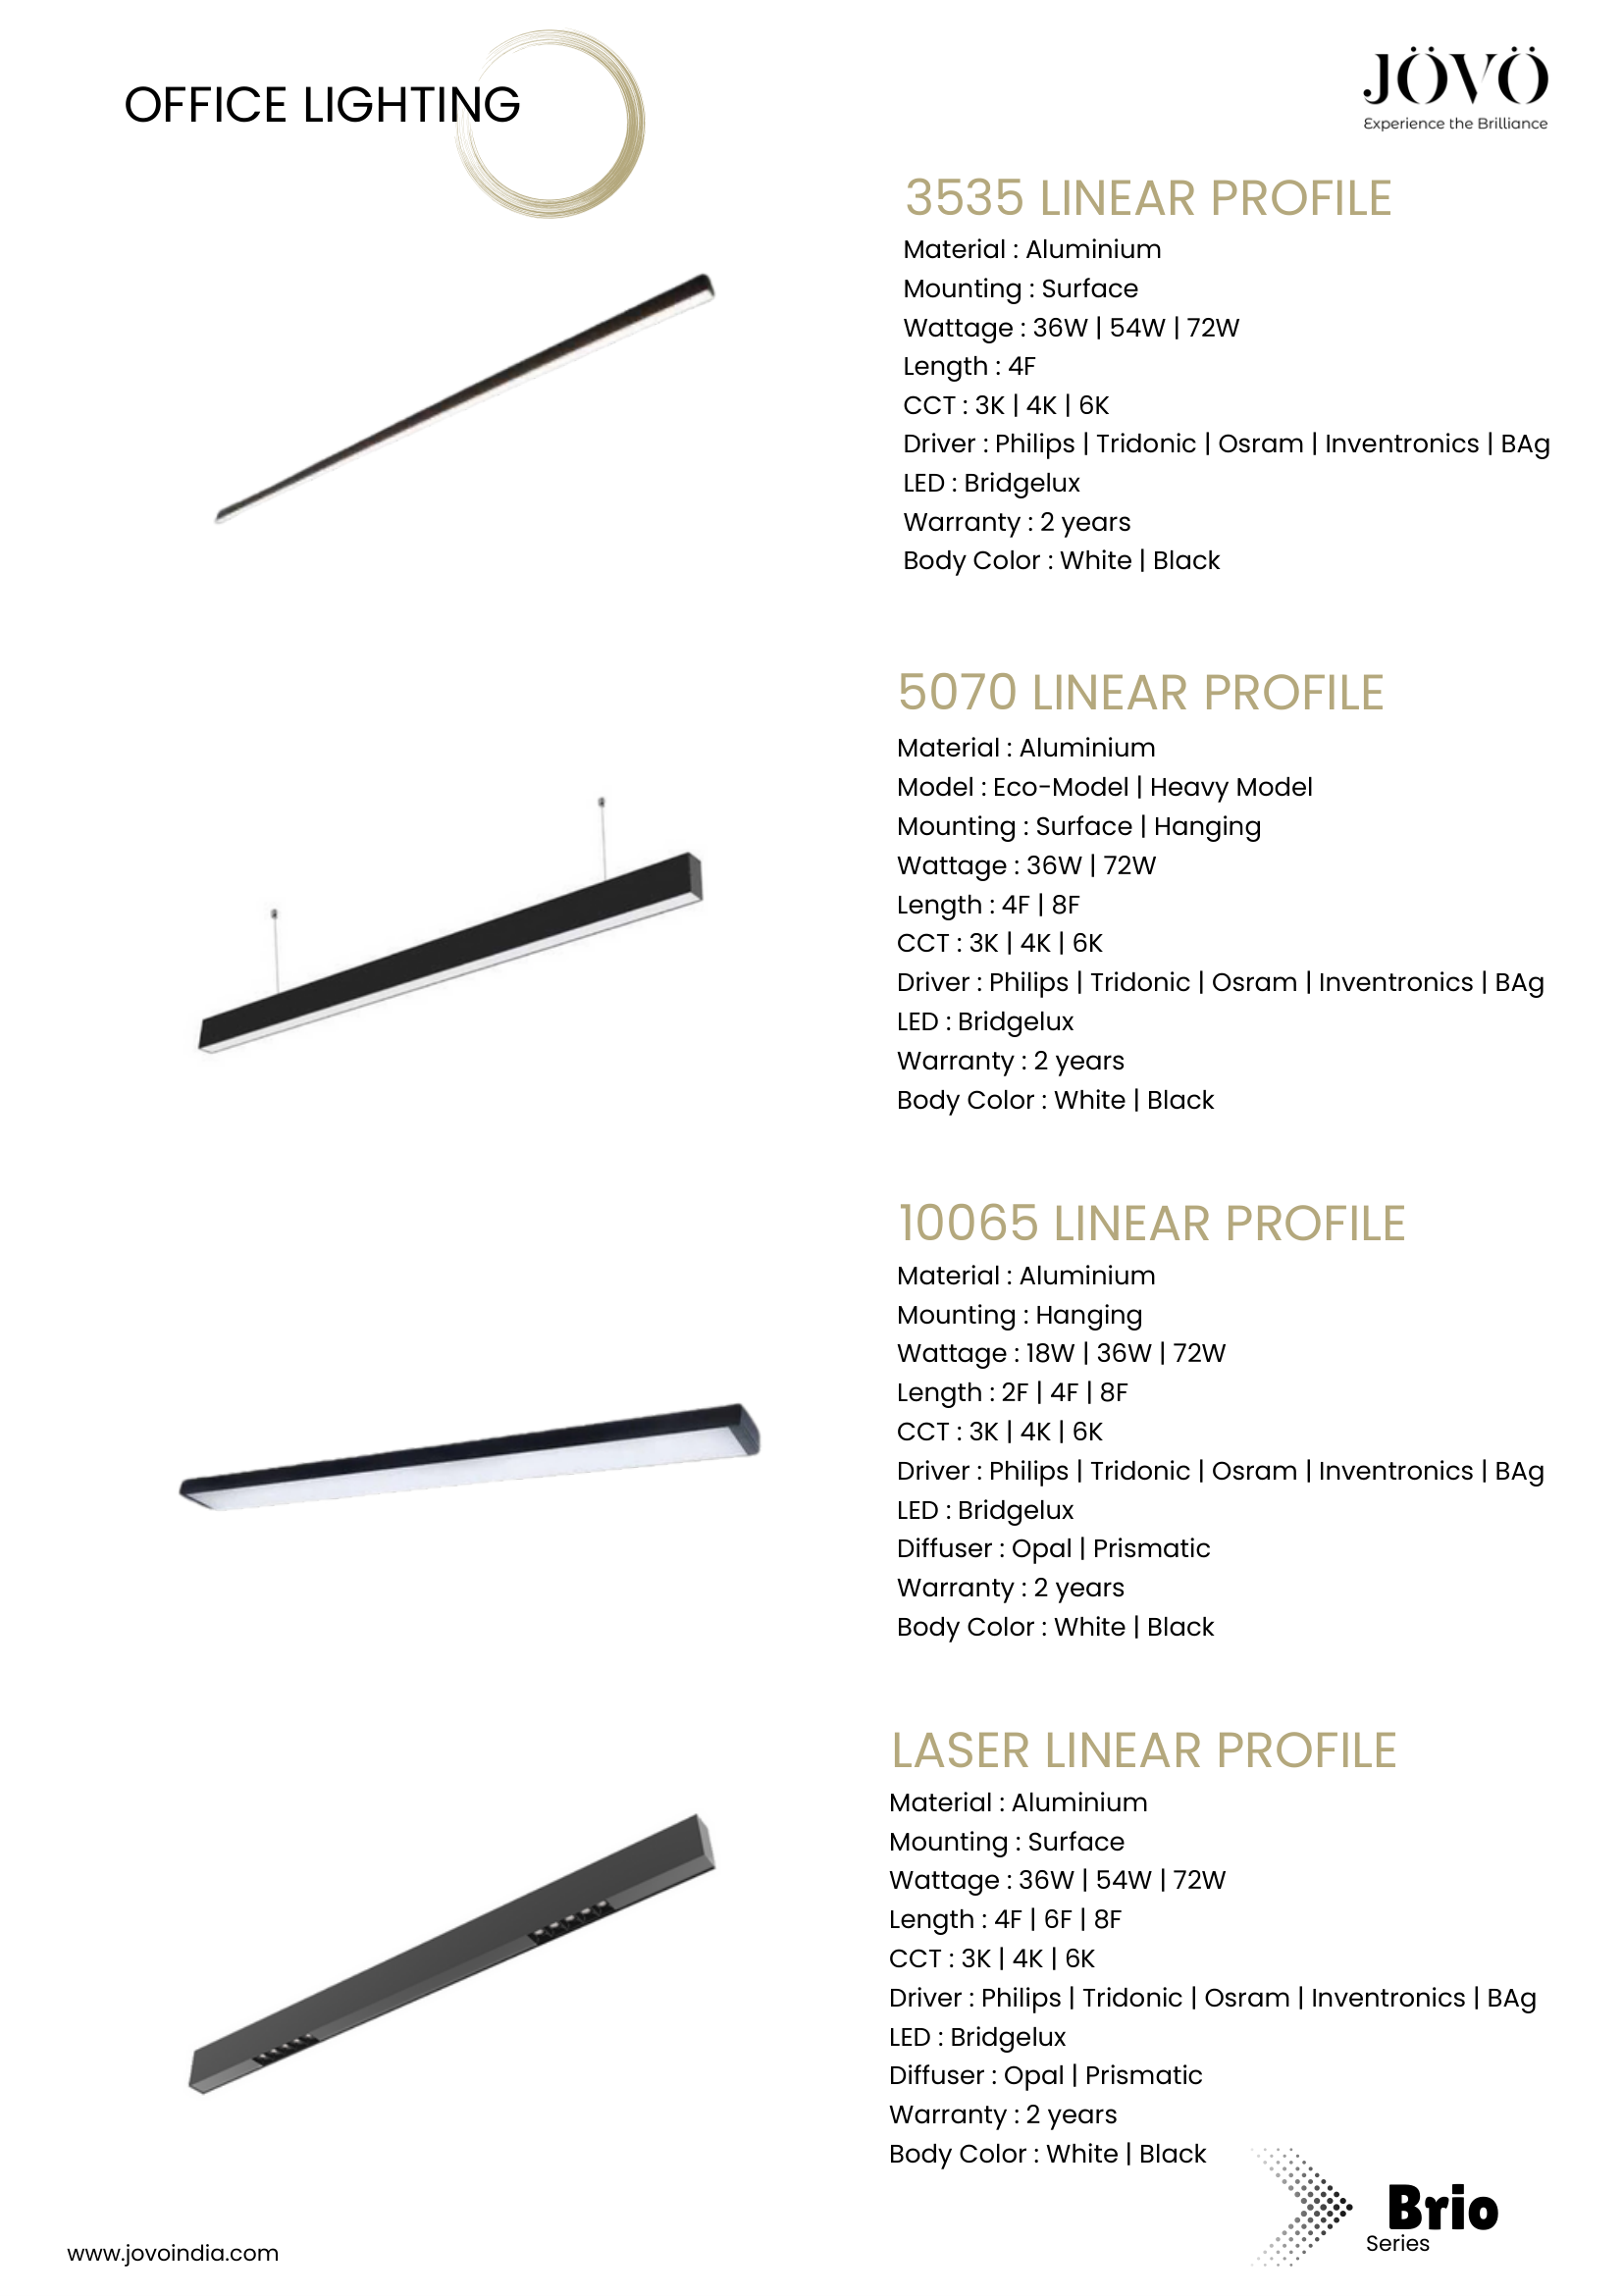 OFFICE LIGHTING
JÖVÖ
Experience the Brilliance
3535 LINEAR PROFILE
Material : Aluminium
Mounting : Surface
Wattage : 36W | 54W | 72W
Length : 4F
CCT : 3K | 4K | 6K
Driver : Philips | Tridonic | Osram | Inventronics | BAg
LED : Bridgelux
Warranty : 2 years
Body Color : White | Black
5070 LINEAR PROFILE
Material : Aluminium
Model : Eco-Model | Heavy Model
Mounting : Surface | Hanging
Wattage : 36W | 72W
Length : 4F | 8F
CCT : 3K | 4K | 6K
Driver : Philips | Tridonic | Osram | Inventronics | BAg
LED : Bridgelux
Warranty : 2 years
Body Color : White | Black
10065 LINEAR PROFILE
Material : Aluminium
Mounting : Hanging
Wattage : 18W | 36W | 72W
Length : 2F | 4F | 8F
CCT : 3K | 4K | 6K
Driver : Philips | Tridonic | Osram | Inventronics | BAg
LED : Bridgelux
Diffuser : Opal | Prismatic
Warranty : 2 years
Body Color : White | Black
LASER LINEAR PROFILE
Material : Aluminium
Mounting : Surface
Wattage : 36W | 54W | 72W
Length : 4F | 6F | 8F
CCT : 3K | 4K | 6K
Driver : Philips | Tridonic | Osram | Inventronics | BAg
LED : Bridgelux
Diffuser : Opal | Prismatic
Warranty : 2 years
Body Color : White | Black
Brio
Series
www.jovoindia.com